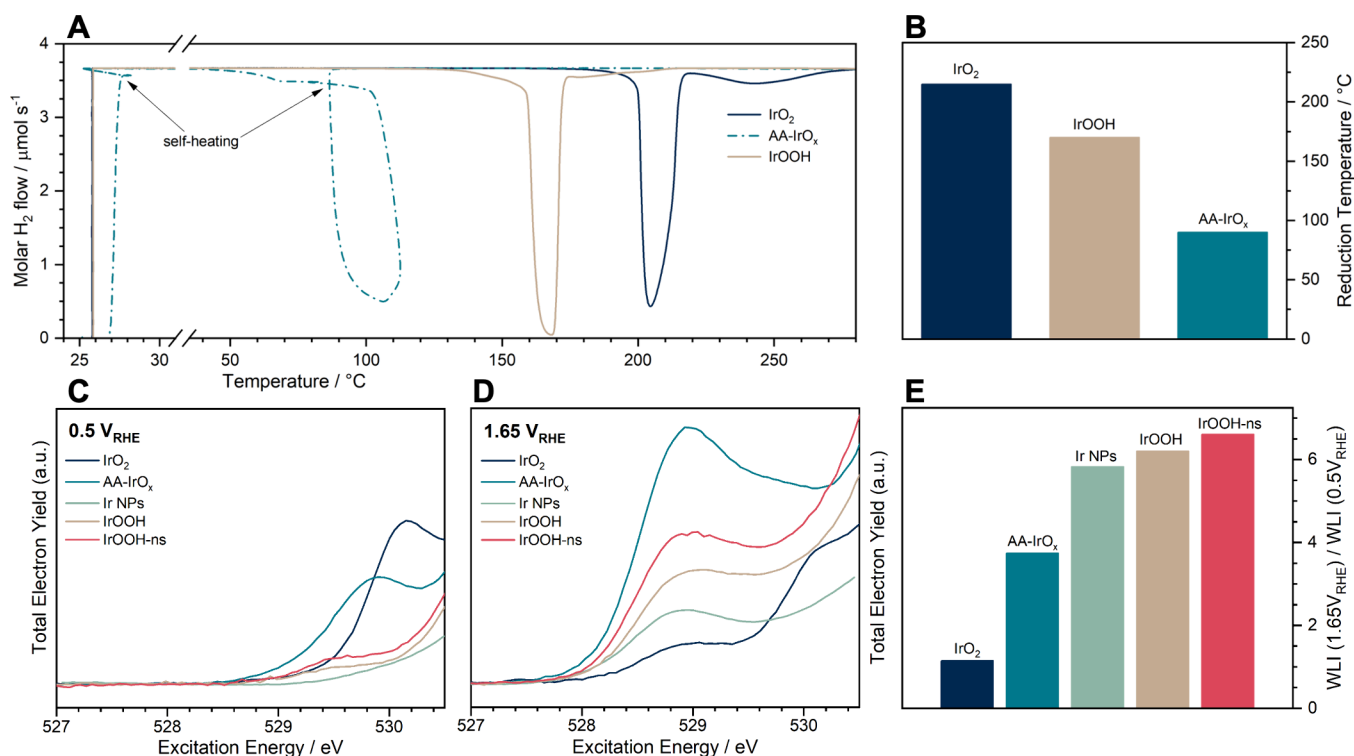 A
Molar H₂ flow / μmol s⁻¹
4
3
2
1
0
self-heating
IrO₂
AA-IrOₓ
IrOOH
25
30
50
100
150
200
250
Temperature / °C
B
IrO₂
IrOOH
AA-IrOₓ
250
200
150
100
50
0
Reduction Temperature / °C
C
Total Electron Yield (a.u.)
0.5 V_RHE
IrO₂
AA-IrOₓ
Ir NPs
IrOOH
IrOOH-ns
527
528
529
530
Excitation Energy / eV
D
1.65 V_RHE
IrO₂
AA-IrOₓ
Ir NPs
IrOOH
IrOOH-ns
527
528
529
530
Excitation Energy / eV
Total Electron Yield (a.u.)
E
IrO₂
AA-IrOₓ
Ir NPs
IrOOH
IrOOH-ns
6
4
2
0
WLI (1.65V_RHE) / WLI (0.5V_RHE)